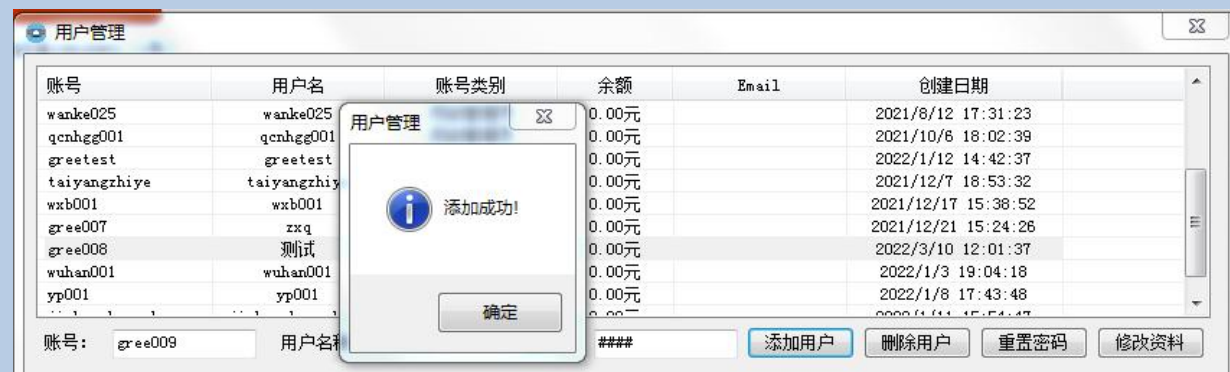 用户管理
账号 用户名 账号类别 余额 Email 创建日期
wanke025 wanke025 0.00元 2021/8/12 17:31:23
qcnhgg001 qcnhgg001 0.00元 2021/10/6 18:02:39
greetest greetest 0.00元 2022/1/12 14:42:37
taiyangzhiye taiyangzhiy 0.00元 2021/12/7 18:53:32
wxb001 wxb001 0.00元 2021/12/17 15:38:52
gree007 zxq 0.00元 2021/12/21 15:24:26
gree008 测试 0.00元 2022/3/10 12:01:37
wuhan001 wuhan001 0.00元 2022/1/3 19:04:18
yp001 yp001 0.00元 2022/1/8 17:43:48
用户管理
添加成功!
确定
账号： gree009 用户名 #### 添加用户 删除用户 重置密码 修改资料